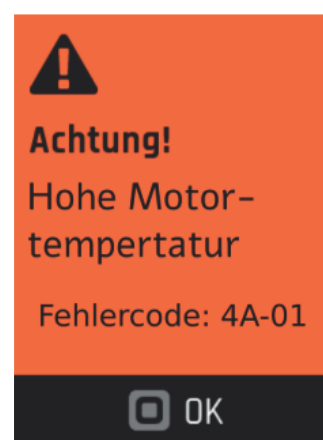 Achtung!
Hohe Motor-
tempertatur
Fehlercode: 4A-01
OK